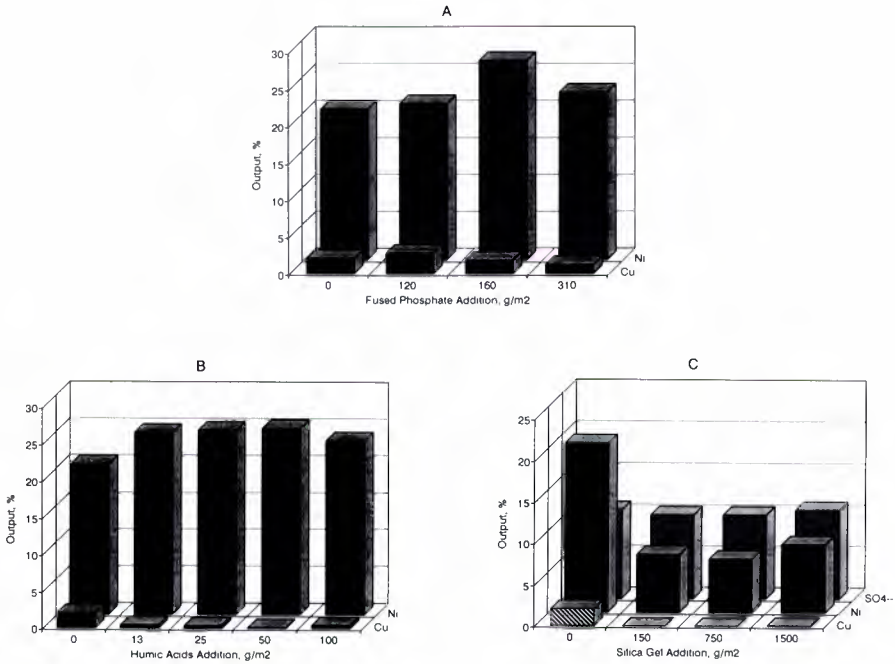 A
30
25
20
15
10
5
0
Output, %
Ni
Cu
0 120 160 310
Fused Phosphate Addition, g/m2
B
30
25
20
15
10
5
0
Output, %
Ni
Cu
0 13 25 50 100
Humic Acids Addition, g/m2
C
25
20
15
10
5
0
Output, %
SO4--
Ni
Cu
0 150 750 1500
Silica Gel Addition, g/m2